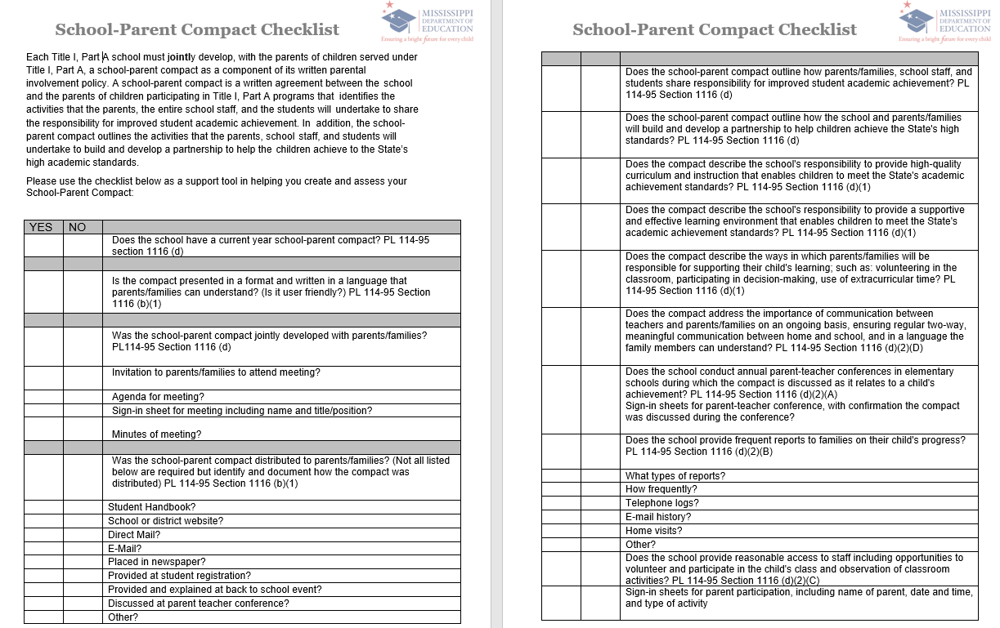 School-Parent Compact Checklist
MISSISSIPPI
DEPARTMENT OF
EDUCATION
Ensuring a bright future for every child
Each Title I, Part A school must jointly develop, with the parents of children served under
Title I, Part A, a school-parent compact as a component of its written parental
involvement policy. A school-parent compact is a written agreement between the school
and the parents of children participating in Title I, Part A programs that identifies the
activities that the parents, the entire school staff, and the students will undertake to share
the responsibility for improved student academic achievement. In addition, the school-
parent compact outlines the activities that the parents, school staff, and students will
undertake to build and develop a partnership to help the children achieve to the State's
high academic standards.
Please use the checklist below as a support tool in helping you create and assess your
School-Parent Compact:
YES NO
Does the school have a current year school-parent compact? PL 114-95
section 1116 (d)
Is the compact presented in a format and written in a language that
parents/families can understand? (Is it user friendly?) PL 114-95 Section
1116 (b)(1)
Was the school-parent compact jointly developed with parents/families?
PL114-95 Section 1116 (d)
Invitation to parents/families to attend meeting?
Agenda for meeting?
Sign-in sheet for meeting including name and title/position?
Minutes of meeting?
Was the school-parent compact distributed to parents/families? (Not all listed
below are required but identify and document how the compact was
distributed) PL 114-95 Section 1116 (b)(1)
Student Handbook?
School or district website?
Direct Mail?
E-Mail?
Placed in newspaper?
Provided at student registration?
Provided and explained at back to school event?
Discussed at parent teacher conference?
Other?
School-Parent Compact Checklist
MISSISSIPPI
DEPARTMENT OF
EDUCATION
Ensuring a bright future for every child
Does the school-parent compact outline how parents/families, school staff, and
students share responsibility for improved student academic achievement? PL
114-95 Section 1116 (d)
Does the school-parent compact outline how the school and parents/families
will build and develop a partnership to help children achieve the State's high
standards? PL 114-95 Section 1116 (d)
Does the compact describe the school's responsibility to provide high-quality
curriculum and instruction that enables children to meet the State's academic
achievement standards? PL 114-95 Section 1116 (d)(1)
Does the compact describe the school's responsibility to provide a supportive
and effective learning environment that enables children to meet the State's
academic achievement standards? PL 114-95 Section 1116 (d)(1)
Does the compact describe the ways in which parents/families will be
responsible for supporting their child's learning; such as: volunteering in the
classroom, participating in decision-making, use of extracurricular time? PL
114-95 Section 1116 (d)(1)
Does the compact address the importance of communication between
teachers and parents/families on an ongoing basis, ensuring regular two-way,
meaningful communication between home and school, and in a language the
family members can understand? PL 114-95 Section 1116 (d)(2)(D)
Does the school conduct annual parent-teacher conferences in elementary
schools during which the compact is discussed as it relates to a child's
achievement? PL 114-95 Section 1116 (d)(2)(A)
Sign-in sheets for parent-teacher conference, with confirmation the compact
was discussed during the conference?
Does the school provide frequent reports to families on their child's progress?
PL 114-95 Section 1116 (d)(2)(B)
What types of reports?
How frequently?
Telephone logs?
E-mail history?
Home visits?
Other?
Does the school provide reasonable access to staff including opportunities to
volunteer and participate in the child's class and observation of classroom
activities? PL 114-95 Section 1116 (d)(2)(C)
Sign-in sheets for parent participation, including name of parent, date and time,
and type of activity